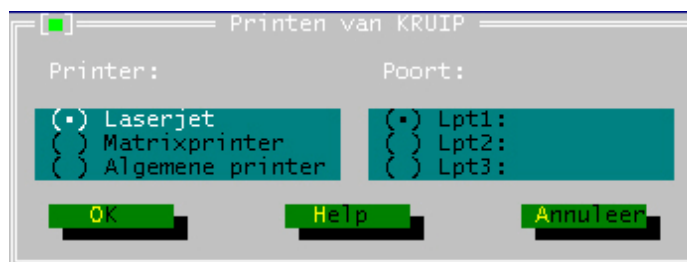 Printen van KRUIP
Printer: Poort:
(•) Laserjet (•) Lpt1:
( ) Matrixprinter ( ) Lpt2:
( ) Algemene printer ( ) Lpt3:
OK Help Annuleer